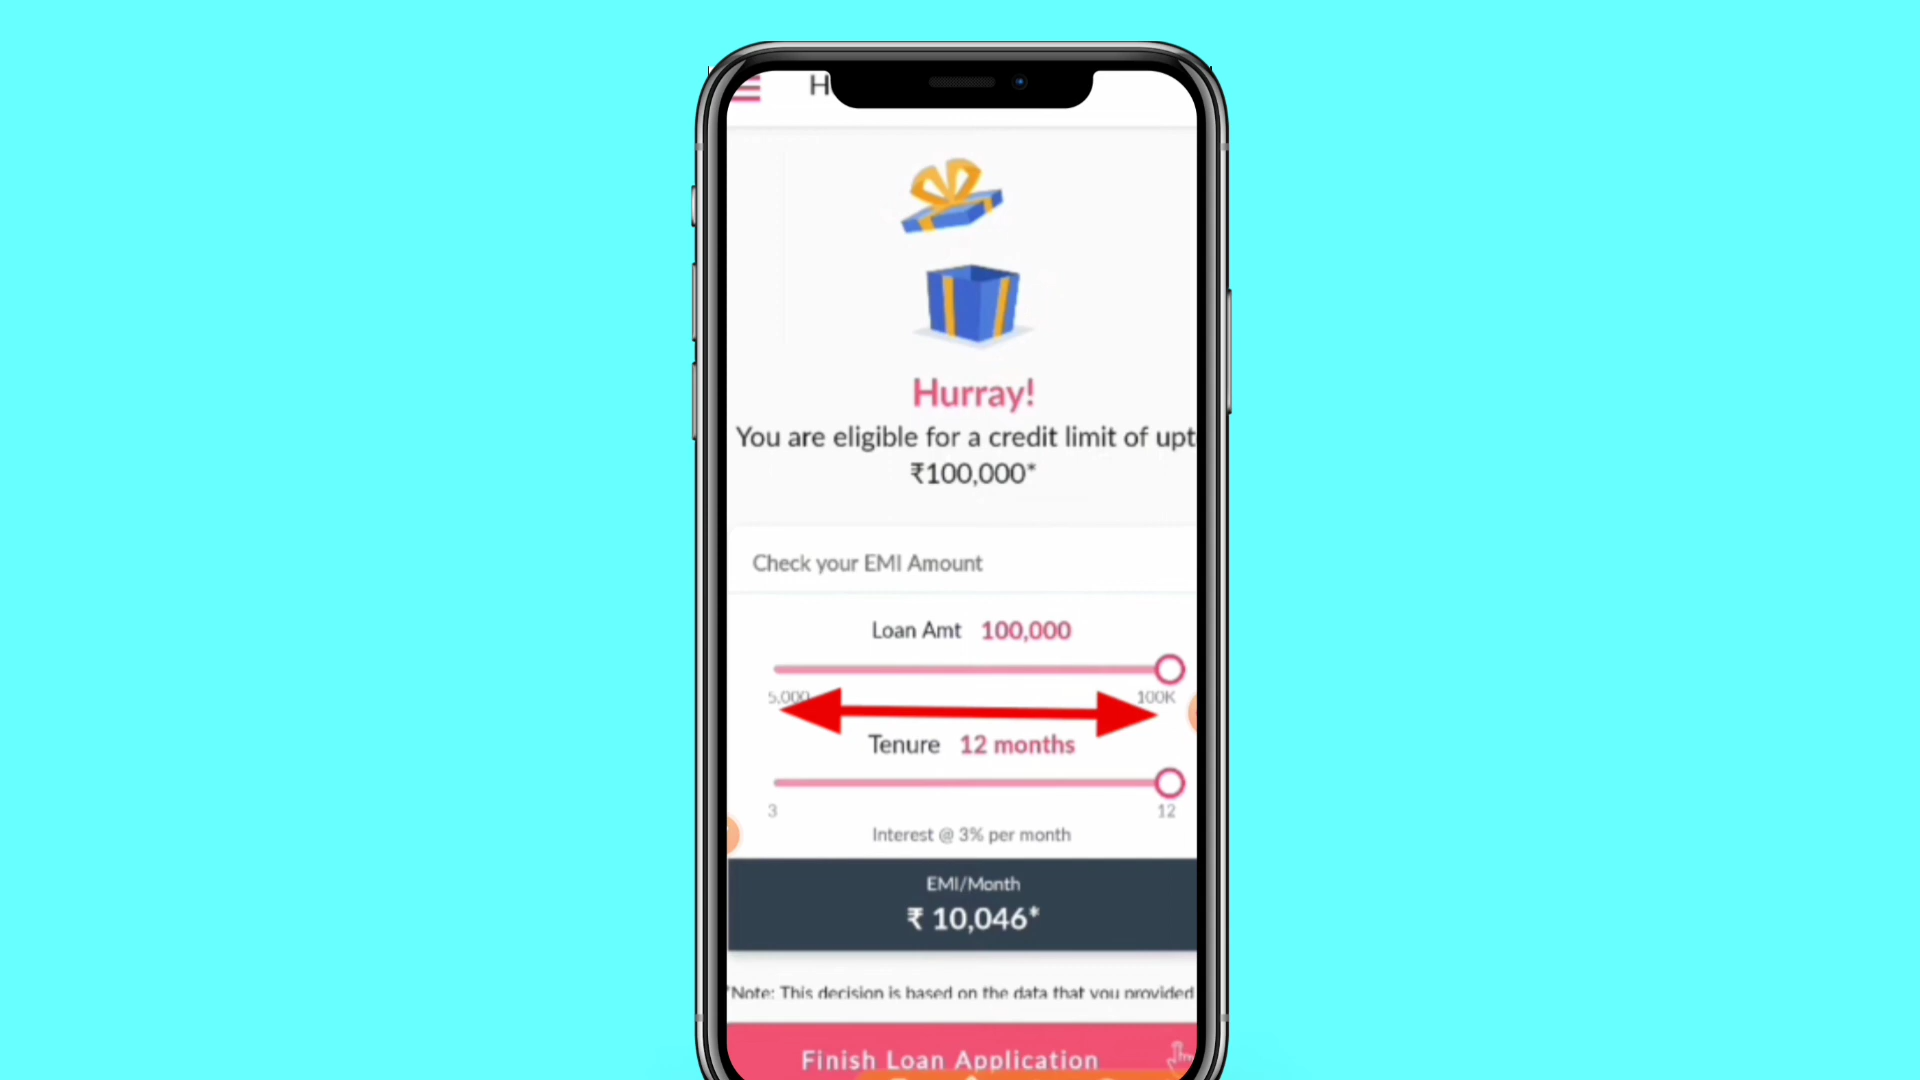 H
Hurray!
You are eligible for a credit limit of upt
₹100,000*
Check your EMI Amount
Loan Amt 100,000
5,000 100K
Tenure 12 months
3 12
Interest @ 3% per month
EMI/Month
₹ 10,046*
*Note: This decision is based on the data that you provided
Finish Loan Application